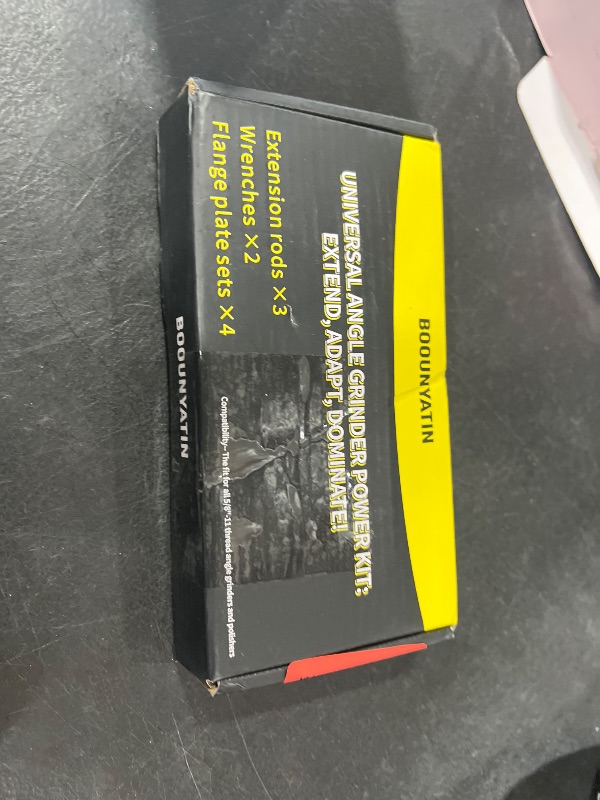 BOOUNYATIN
UNIVERSAL ANGLE GRINDER POWER KIT:
EXTEND, ADAPT, DOMINATE!
Extension rods ×3
Wrenches ×2
Flange plate sets ×4
Compatibility- The fit for all 5/8"-11 thread angle grinders and polishers
BOOUNYATIN